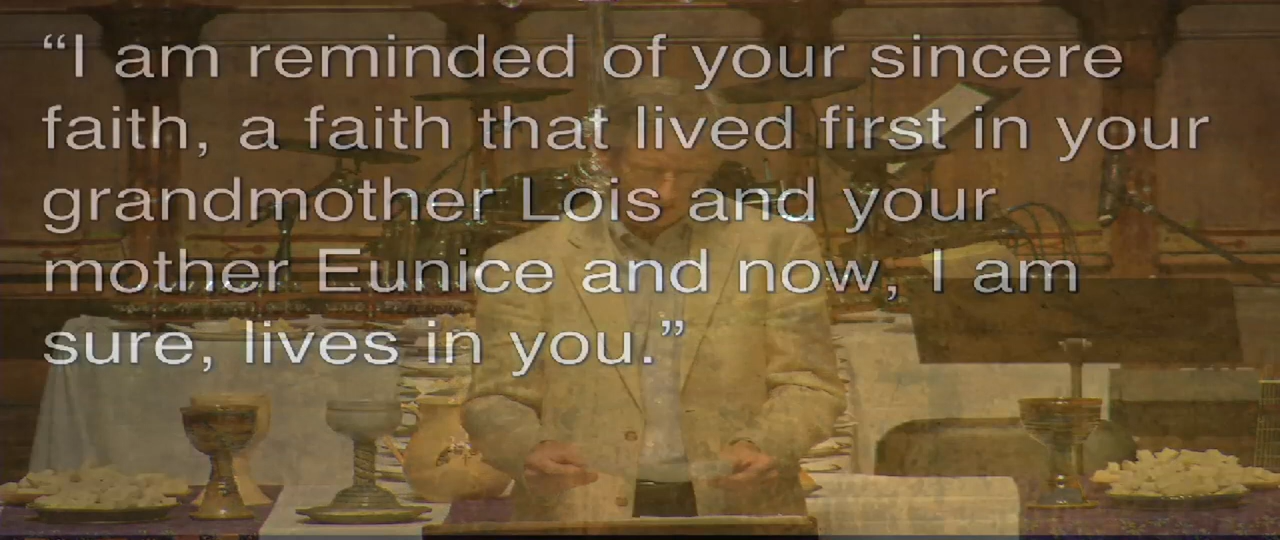 “I am reminded of your sincere
faith, a faith that lived first in your
grandmother Lois and your
mother Eunice and now, I am
sure, lives in you.”